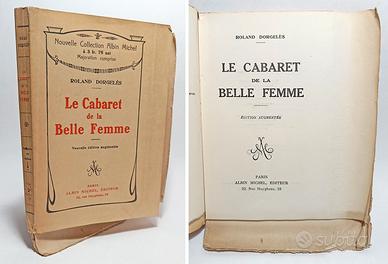 Nouvelle Collection Albin Michel
à 3 fr. 75 net
Majoration comprise
ROLAND DORGELÈS
Le Cabaret
de la
Belle Femme
Nouvelle édition augmentée
PARIS
ALBIN MICHEL, ÉDITEUR
22, rue Huyghens, 22
ROLAND DORGELÈS
LE CABARET
DE LA
BELLE FEMME
ÉDITION AUGMENTÉE
PARIS
ALBIN MICHEL, EDITEUR
22, Rue Huyghens, 22
subito